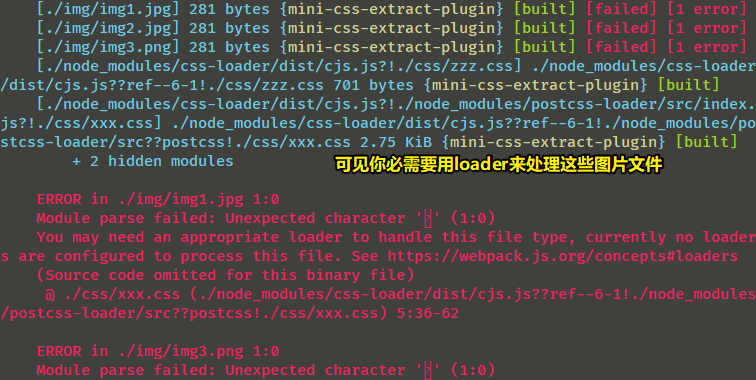 [./img/img1.jpg] 281 bytes {mini-css-extract-plugin} [built] [failed] [1 error]
[./img/img2.jpg] 281 bytes {mini-css-extract-plugin} [built] [failed] [1 error]
[./img/img3.png] 281 bytes {mini-css-extract-plugin} [built] [failed] [1 error]
[./node_modules/css-loader/dist/cjs.js?!./css/zzz.css] ./node_modules/css-loader
/dist/cjs.js??ref--6-1!./css/zzz.css 701 bytes {mini-css-extract-plugin} [built]
[./node_modules/css-loader/dist/cjs.js?!./node_modules/postcss-loader/src/index.
js?!./css/xxx.css] ./node_modules/css-loader/dist/cjs.js??ref--6-1!./node_modules/po
stcss-loader/src??postcss!./css/xxx.css 2.75 KiB {mini-css-extract-plugin} [built]
+ 2 hidden modules
可见你必需要用loader来处理这些图片文件
ERROR in ./img/img1.jpg 1:0
Module parse failed: Unexpected character '�' (1:0)
You may need an appropriate loader to handle this file type, currently no loader
s are configured to process this file. See https://webpack.js.org/concepts#loaders
(Source code omitted for this binary file)
@ ./css/xxx.css (./node_modules/css-loader/dist/cjs.js??ref--6-1!./node_modules
/postcss-loader/src??postcss!./css/xxx.css) 5:36-62
ERROR in ./img/img3.png 1:0
Module parse failed: Unexpected character '�' (1:0)